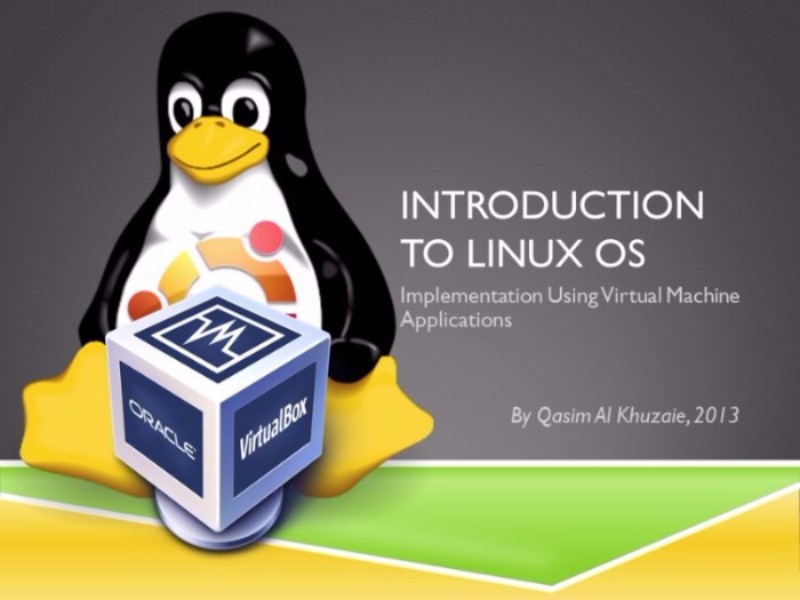 INTRODUCTION
TO LINUX OS
Implementation Using Virtual Machine
Applications
By Qasim Al Khuzaie, 2013
ORACLE
VirtualBox